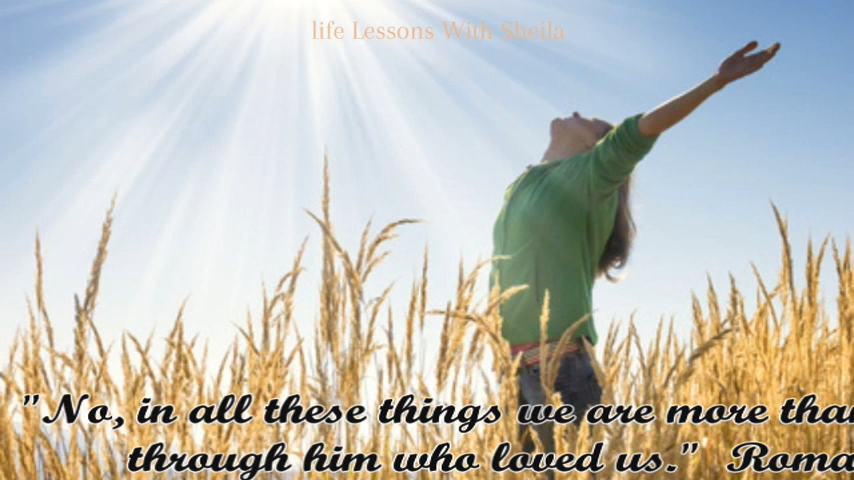 life Lessons With Sheila
"No, in all these things we are more tha
through him who loved us." Roma